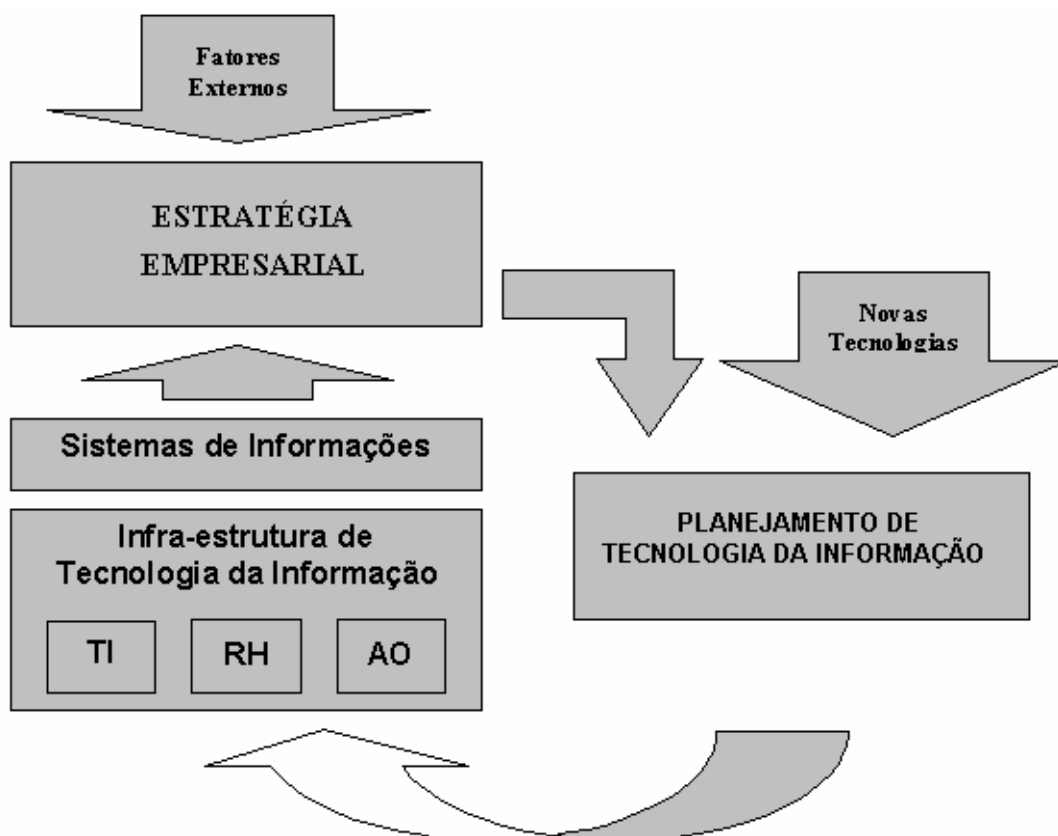 Fatores
Externos
ESTRATÉGIA
EMPRESARIAL
Novas
Tecnologias
Sistemas de Informações
Infra-estrutura de
Tecnologia da Informação
TI
RH
AO
PLANEJAMENTO DE
TECNOLOGIA DA INFORMAÇÃO